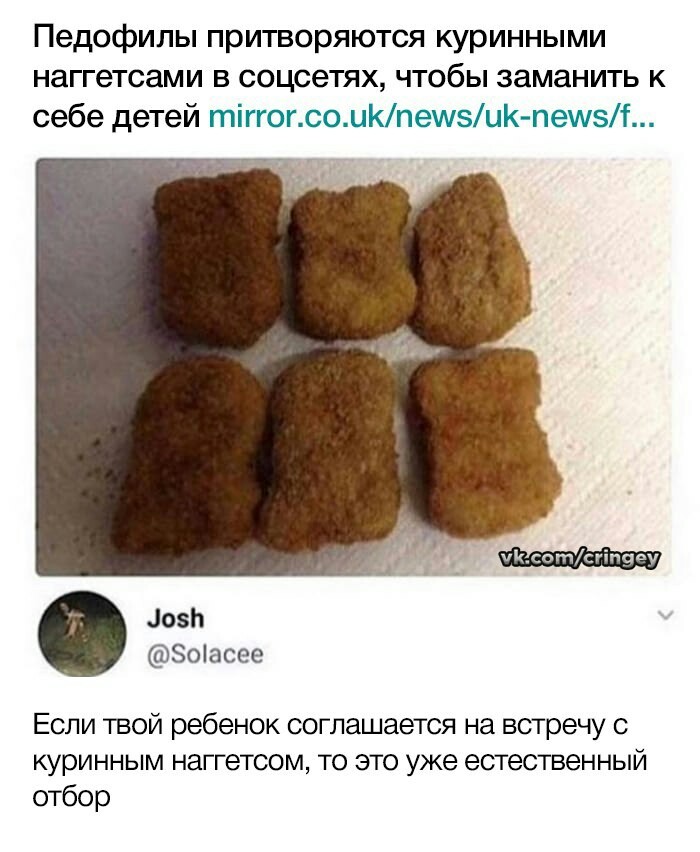 Педофилы притворяются куринными
наггетсами в соцсетях, чтобы заманить к
себе детей mirror.co.uk/news/uk-news/f...
vk.com/cringey
Josh
@Solacee
Если твой ребенок соглашается на встречу с
куринным наггетсом, то это уже естественный
отбор